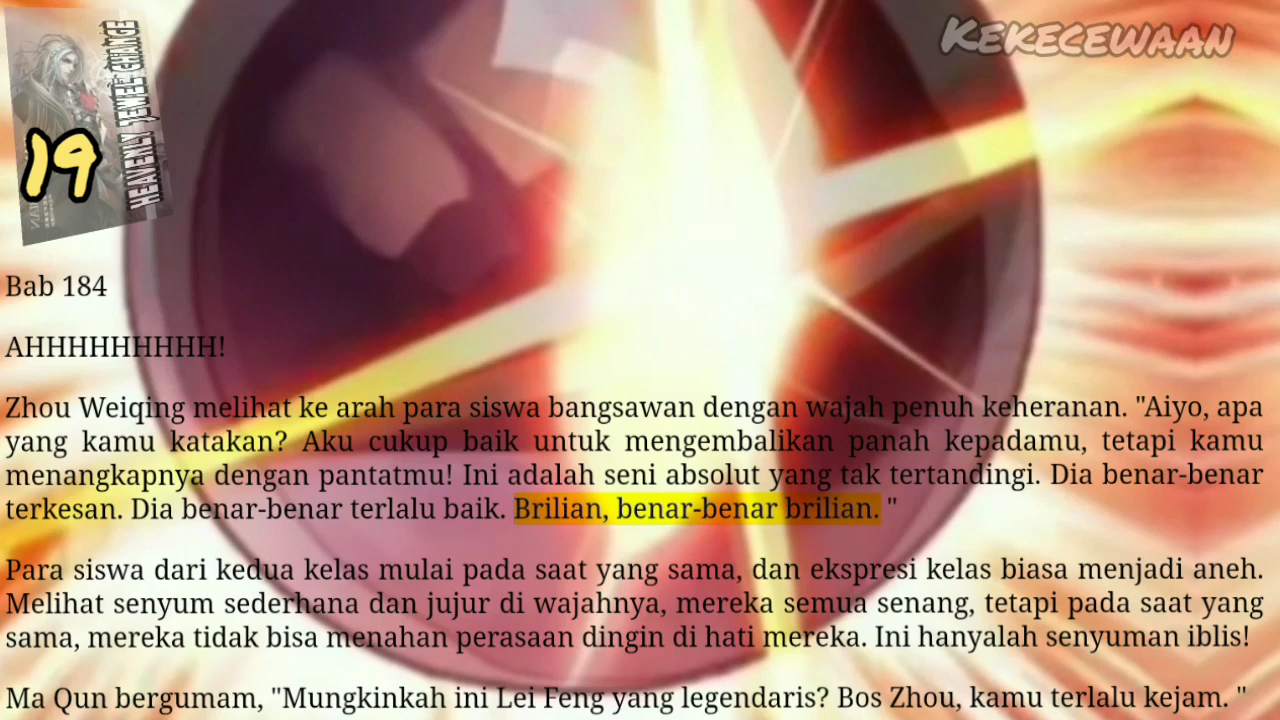 Kekecewaan
HEAVENLY JEWEL CHANGE
19
Bab 184
AHHHHHHHHH!
Zhou Weiqing melihat ke arah para siswa bangsawan dengan wajah penuh keheranan. "Aiyo, apa
yang kamu katakan? Aku cukup baik untuk mengembalikan panah kepadamu, tetapi kamu
menangkapnya dengan pantatmu! Ini adalah seni absolut yang tak tertandingi. Dia benar-benar
terkesan. Dia benar-benar terlalu baik. Brilian, benar-benar brilian. "
Para siswa dari kedua kelas mulai pada saat yang sama, dan ekspresi kelas biasa menjadi aneh.
Melihat senyum sederhana dan jujur di wajahnya, mereka semua senang, tetapi pada saat yang
sama, mereka tidak bisa menahan perasaan dingin di hati mereka. Ini hanyalah senyuman iblis!
Ma Qun bergumam, "Mungkinkah ini Lei Feng yang legendaris? Bos Zhou, kamu terlalu kejam. "